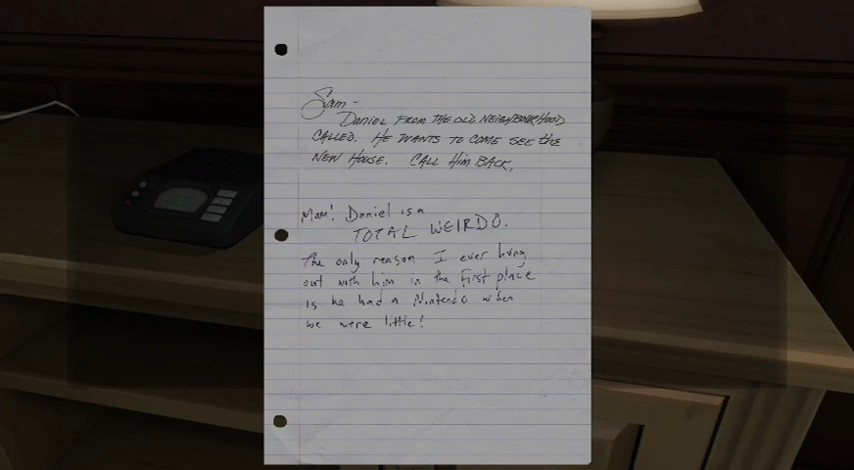 Sam-
DANIEL FROM THE OLD NEIGHBOURHOOD
CALLED. HE WANTS TO COME SEE the
NEW HOUSE. CALL HIM BACK.
Mom! Daniel is a
TOTAL WEIRDO.
The only reason I ever hung
out with him in the first place
is he had a Nintendo when
we were little!